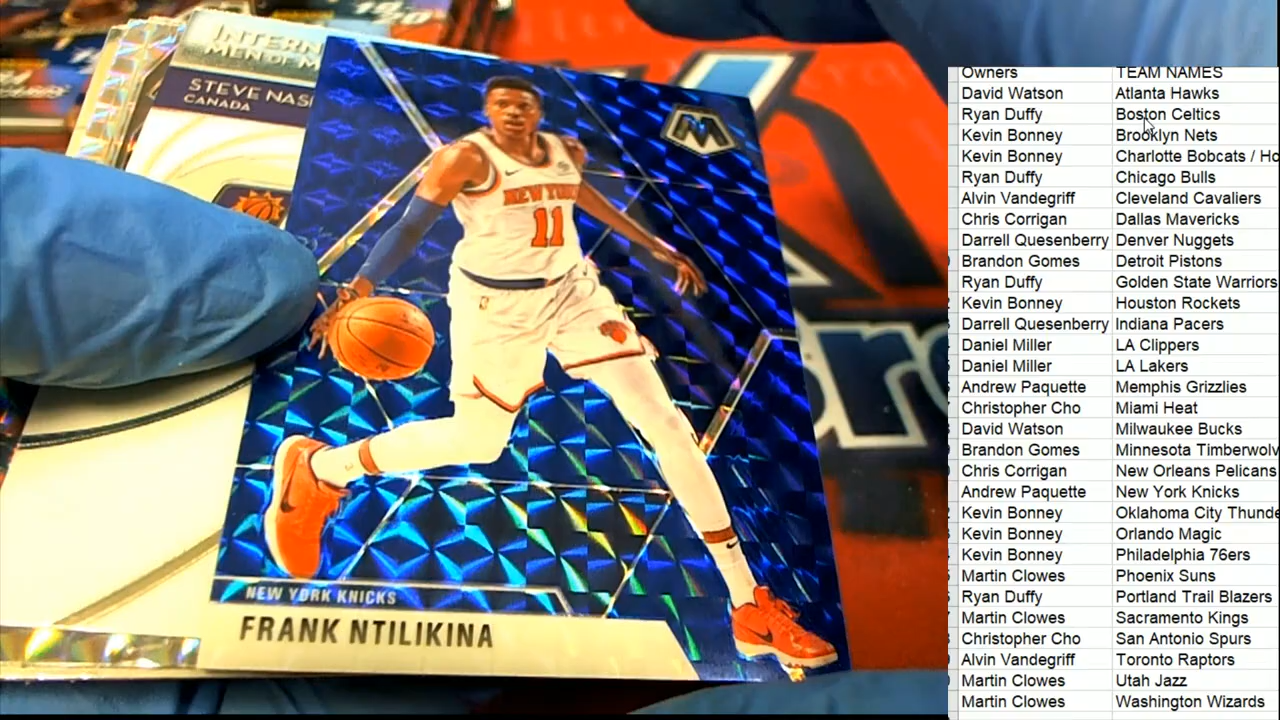 INTERN
MEN OF M
STEVE NAS
CANADA
M
NEW YORK
11
NEW YORK KNICKS
FRANK NTILIKINA
Owners TEAM NAMES
David Watson Atlanta Hawks
Ryan Duffy Boston Celtics
Kevin Bonney Brooklyn Nets
Kevin Bonney Charlotte Bobcats / Ho
Ryan Duffy Chicago Bulls
Alvin Vandegriff Cleveland Cavaliers
Chris Corrigan Dallas Mavericks
Darrell Quesenberry Denver Nuggets
Brandon Gomes Detroit Pistons
Ryan Duffy Golden State Warriors
Kevin Bonney Houston Rockets
Darrell Quesenberry Indiana Pacers
Daniel Miller LA Clippers
Daniel Miller LA Lakers
Andrew Paquette Memphis Grizzlies
Christopher Cho Miami Heat
David Watson Milwaukee Bucks
Brandon Gomes Minnesota Timberwolv
Chris Corrigan New Orleans Pelicans
Andrew Paquette New York Knicks
Kevin Bonney Oklahoma City Thunde
Kevin Bonney Orlando Magic
Kevin Bonney Philadelphia 76ers
Martin Clowes Phoenix Suns
Ryan Duffy Portland Trail Blazers
Martin Clowes Sacramento Kings
Christopher Cho San Antonio Spurs
Alvin Vandegriff Toronto Raptors
Martin Clowes Utah Jazz
Martin Clowes Washington Wizards